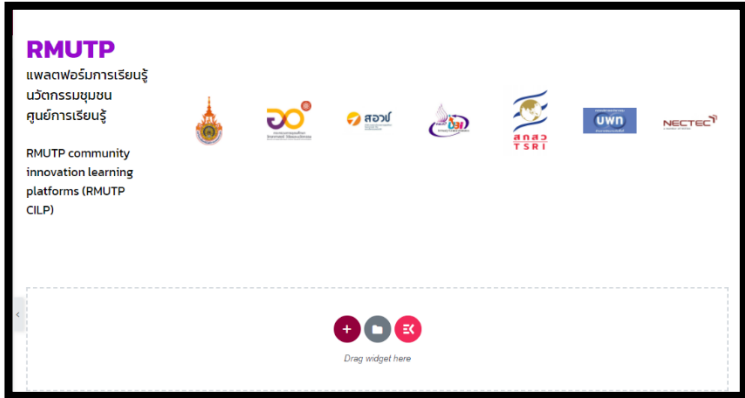 RMUTP
แพลตฟอร์มการเรียนรู้
นวัตกรรมชุมชน
ศูนย์การเรียนรู้
RMUTP community
innovation learning
platforms (RMUTP
CILP)
สอวช
สกสว
TSRI
บพท
NECTEC
Drag widget here